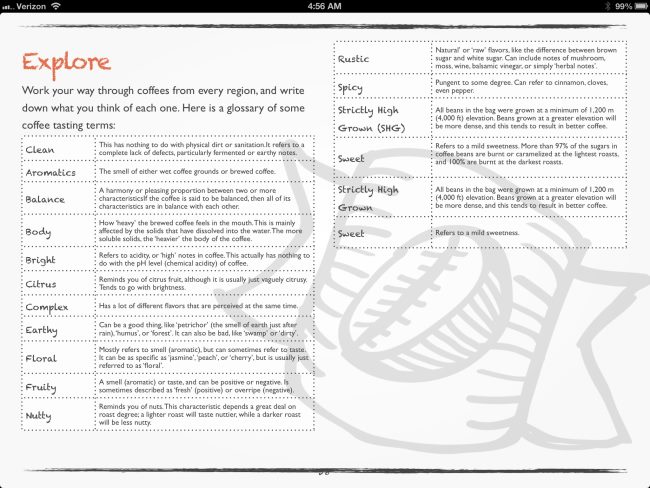 Verizon
4:56 AM
99%
Explore
Work your way through coffees from every region, and write
down what you think of each one. Here is a glossary of some
coffee tasting terms:
Clean
This has nothing to do with physical dirt or sanitation.It refers to a
complete lack of defects, particularly fermented or earthy notes.
Aromatics
The smell of either wet coffee grounds or brewed coffee.
Balance
A harmony or pleasing proportion between two or more
characteristicsIf the coffee is said to be balanced, then all of its
characteristics are in balance with each other.
Body
How 'heavy' the brewed coffee feels in the mouth.This is mainly
affected by the solids that have dissolved into the water.The more
soluble solids, the 'heavier' the body of the coffee.
Bright
Refers to acidity, or 'high' notes in coffee.This actually has nothing to
do with the pH level (chemical acidity) of coffee.
Citrus
Reminds you of citrus fruit, although it is usually just vaguely citrusy.
Tends to go with brightness.
Complex
Has a lot of different flavors that are perceived at the same time.
Earthy
Can be a good thing, like 'petrichor' (the smell of earth just after
rain), 'humus', or 'forest'. It can also be bad, like 'swamp' or 'dirty'.
Floral
Mostly refers to smell (aromatic), but can sometimes refer to taste.
It can be as specific as 'jasmine', 'peach', or 'cherry', but is usually just
referred to as 'floral'.
Fruity
A smell (aromatic) or taste, and can be positive or negative. Is
sometimes described as 'fresh' (positive) or overripe (negative).
Nutty
Reminds you of nuts.This characteristic depends a great deal on
roast degree; a lighter roast will taste nuttier, while a darker roast
will be less nutty.
Rustic
Natural' or 'raw' flavors, like the difference between brown
sugar and white sugar. Can include notes of mushroom,
moss, wine, balsamic vinegar, or simply 'herbal notes'.
Spicy
Pungent to some degree. Can refer to cinnamon, cloves,
even pepper.
Strictly High
Grown (SHG)
All beans in the bag were grown at a minimum of 1,200 m
(4,000 ft) elevation. Beans grown at a greater elevation will
be more dense, and this tends to result in better coffee.
Sweet
Refers to a mild sweetness. More than 97% of the sugars in
coffee beans are burnt or caramelized at the lightest roasts,
and 100% are burnt at the darkest roasts.
Strictly High
Grown
All beans in the bag were grown at a minimum of 1,200 m
(4,000 ft) elevation. Beans grown at a greater elevation will
be more dense, and this tends to result in better coffee.
Sweet
Refers to a mild sweetness.